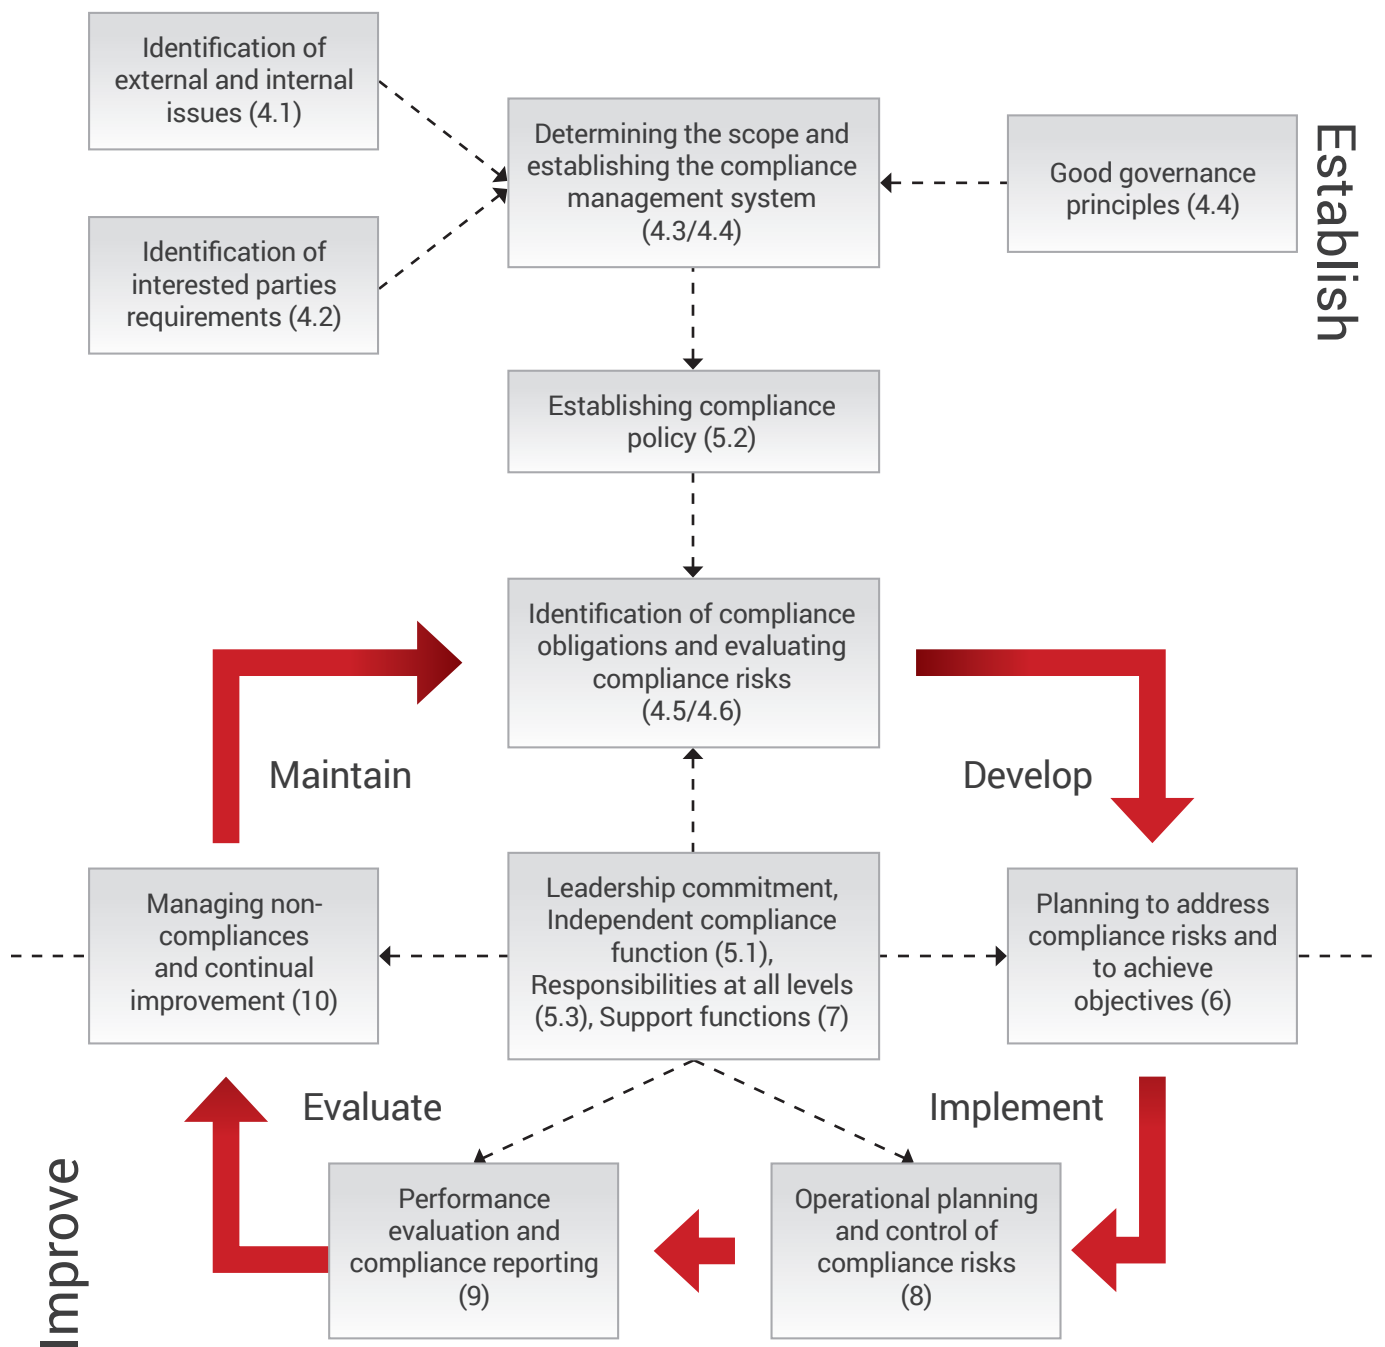 Identification of
external and internal
issues (4.1)
Determining the scope and
establishing the compliance
management system
(4.3/4.4)
Good governance
principles (4.4)
Establish
Identification of
interested parties
requirements (4.2)
Establishing compliance
policy (5.2)
Identification of compliance
obligations and evaluating
compliance risks
(4.5/4.6)
Maintain
Develop
Managing non-
compliances
and continual
improvement (10)
Leadership commitment,
Independent compliance
function (5.1),
Responsibilities at all levels
(5.3), Support functions (7)
Planning to address
compliance risks and
to achieve
objectives (6)
Evaluate
Implement
Improve
Performance
evaluation and
compliance reporting
(9)
Operational planning
and control of
compliance risks
(8)